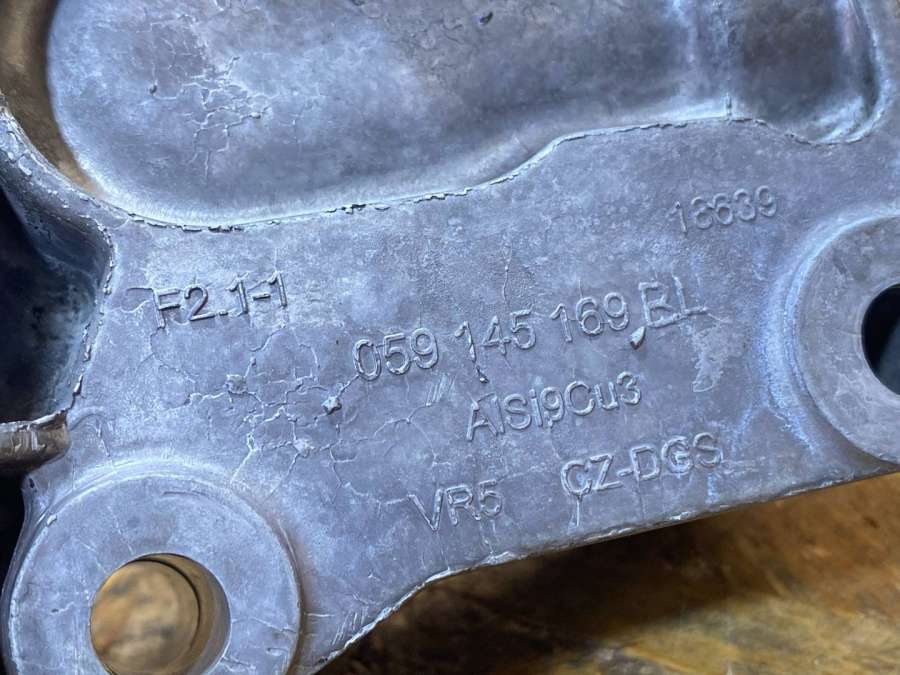 18639
F2.1-1
059 145 169 BL
AlSi9Cu3
VR5 CZ-DGS